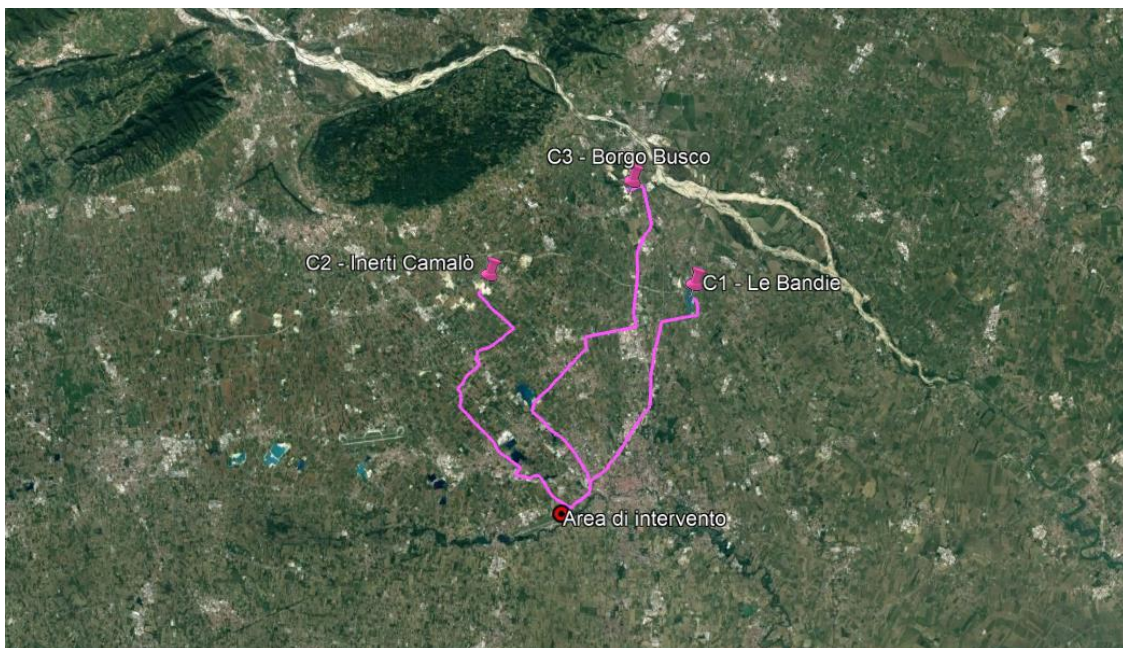 C3 - Borgo Busco
C2 - Inerti Camalò
C1 - Le Bandie
Area di intervento